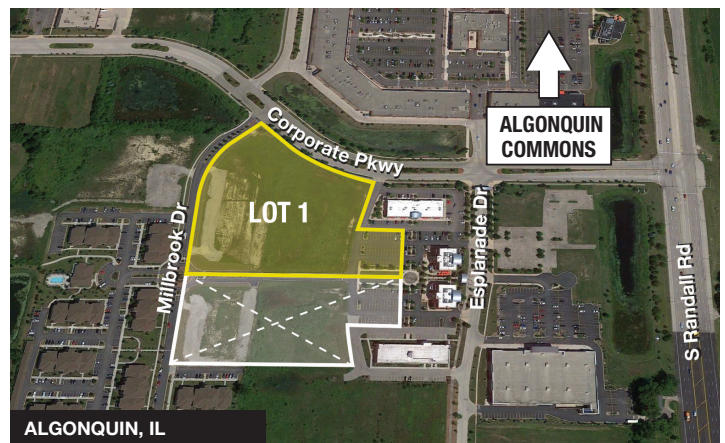 Corporate Pkwy
ALGONQUIN
COMMONS
LOT 1
Millbrook Dr
Esplanade Dr
S Randall Rd
ALGONQUIN, IL